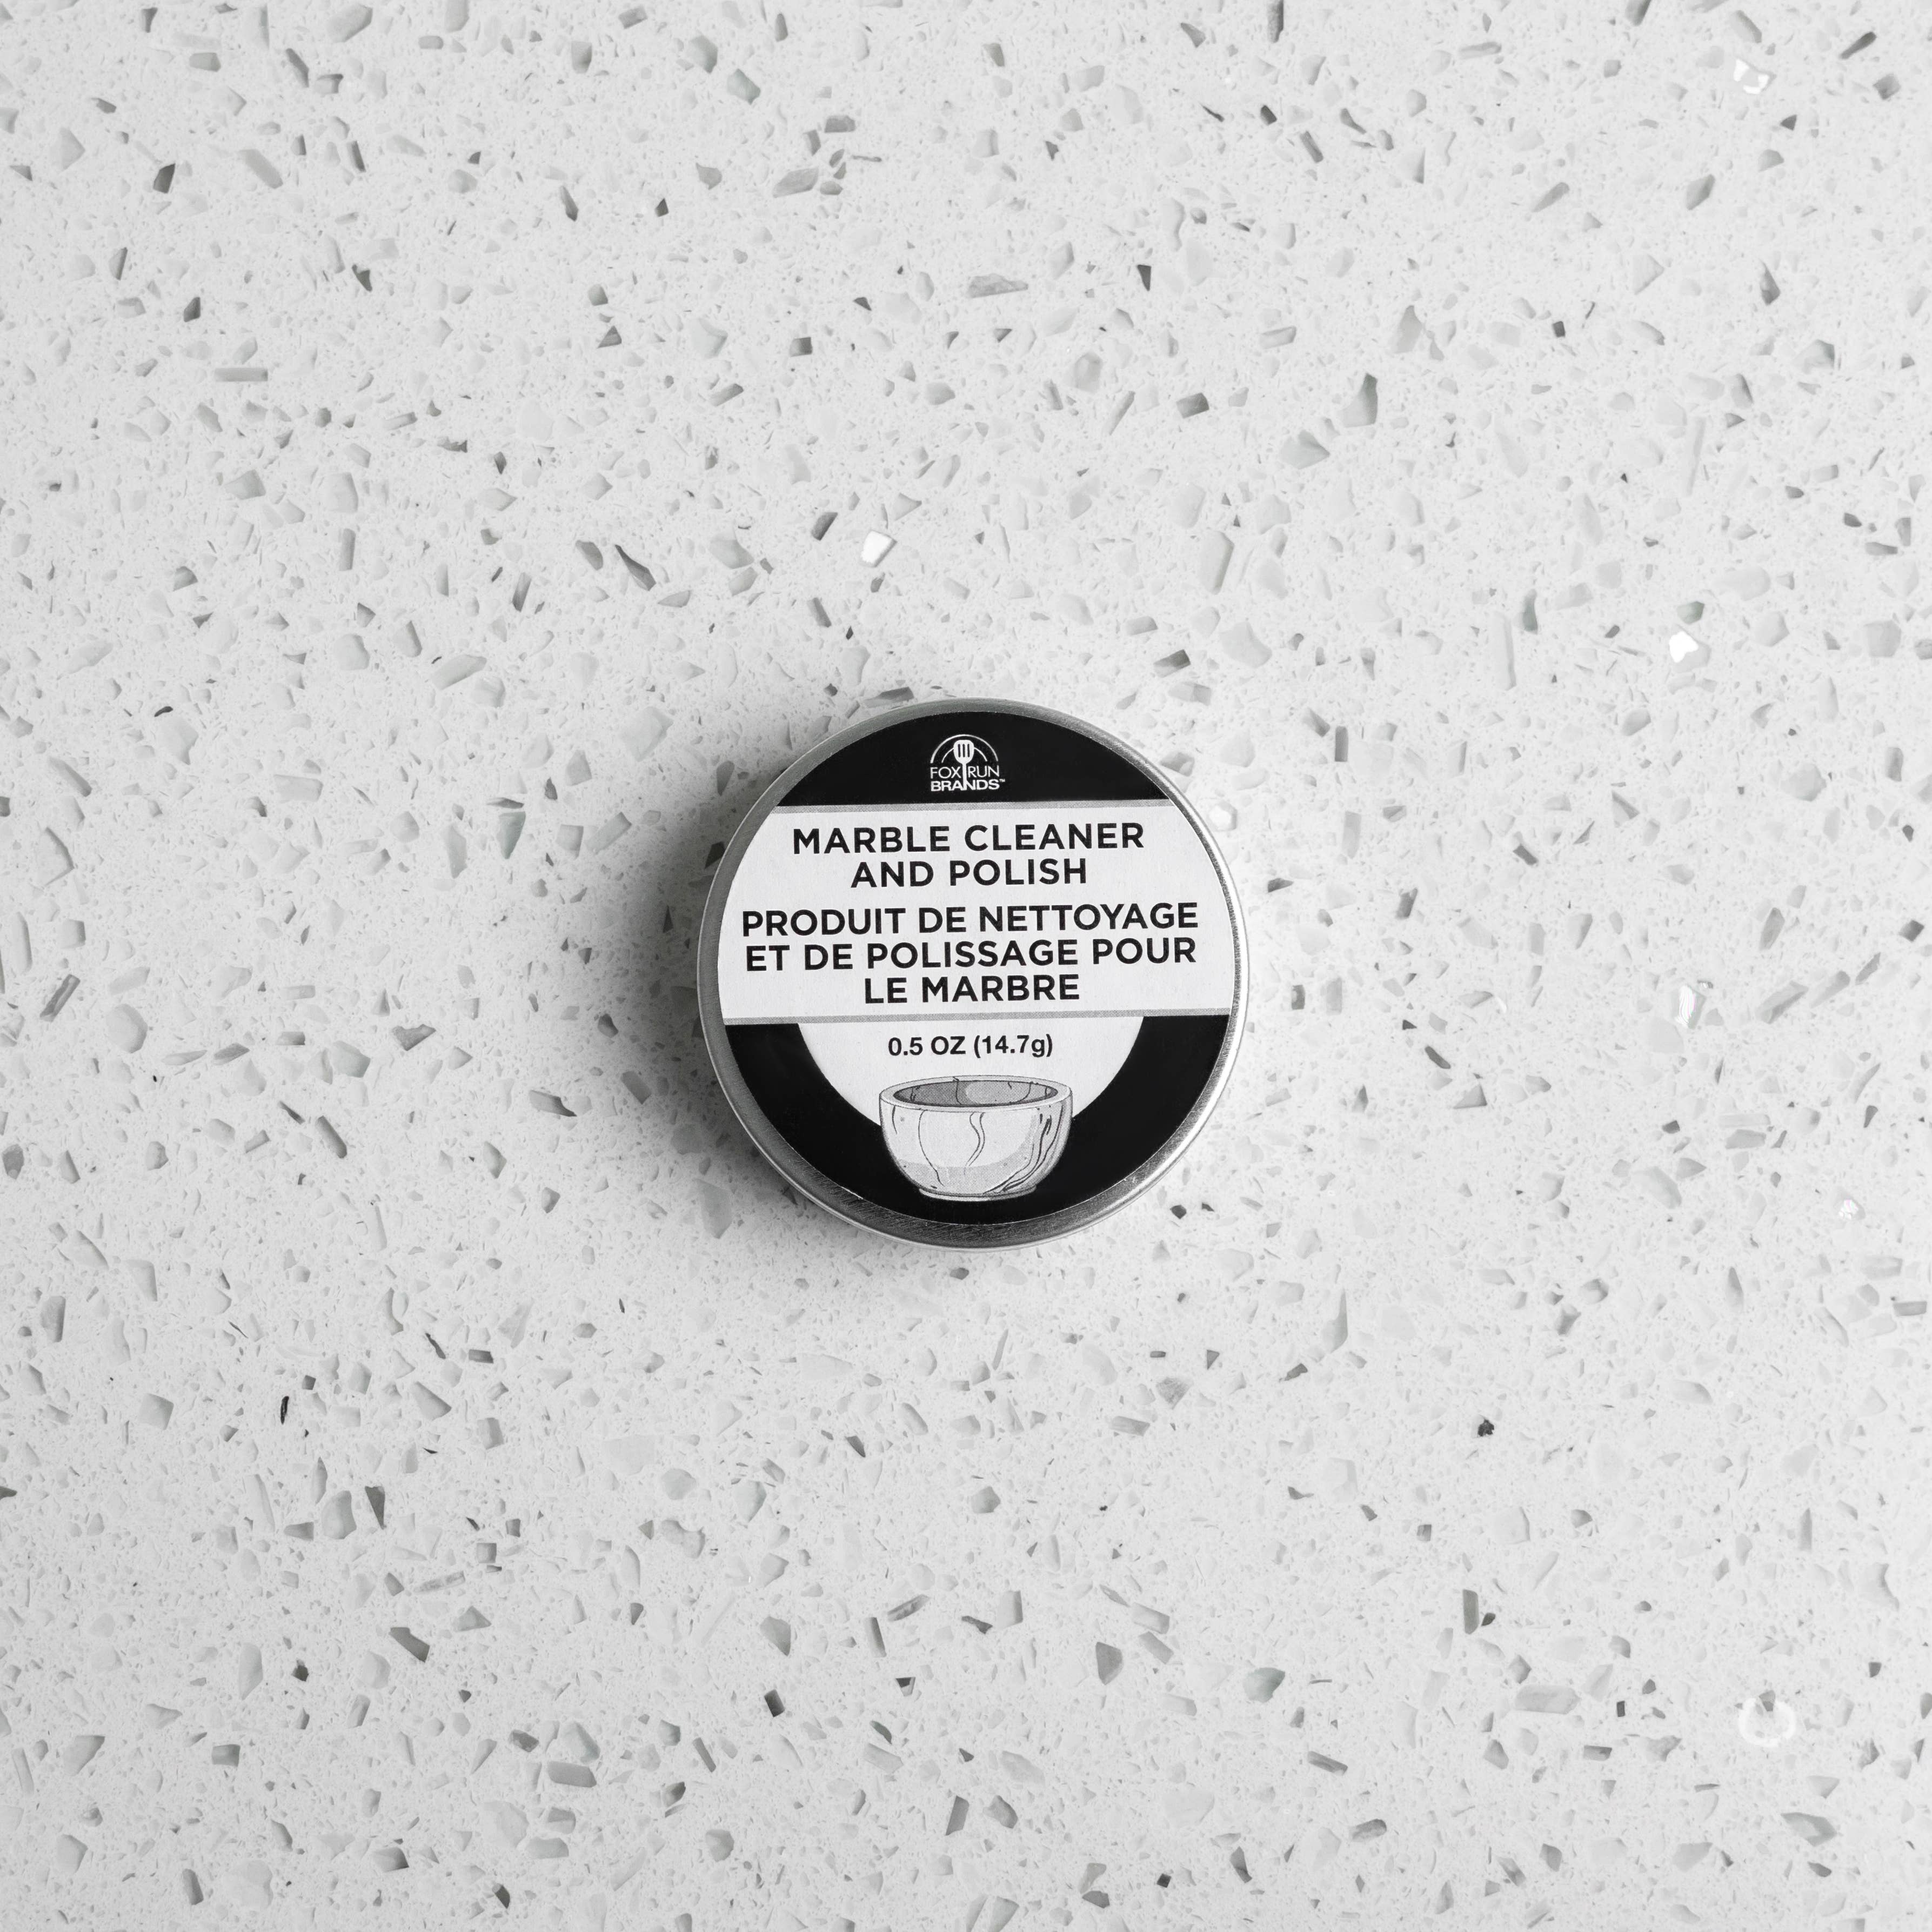 FOX RUN
BRANDS™
MARBLE CLEANER
AND POLISH
PRODUIT DE NETTOYAGE
ET DE POLISSAGE POUR
LE MARBRE
0.5 OZ (14.7g)